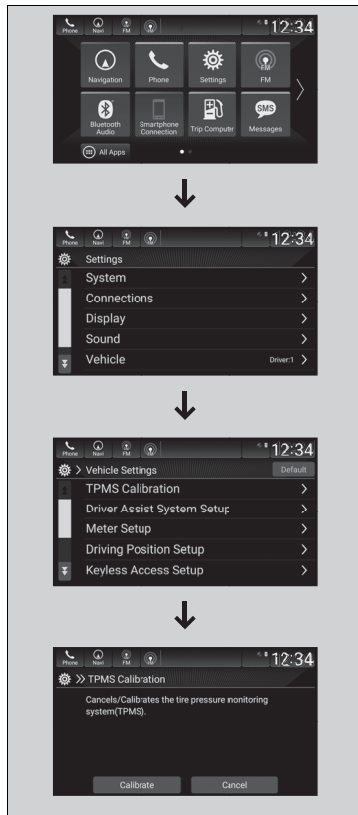 Phone Navi FM 12:34
Navigation Phone Settings FM
Bluetooth Audio Smartphone Connection Trip Computer SMS Messages
All Apps
Phone Navi FM 12:34
Settings
System
Connections
Display
Sound
Vehicle Driver:1
Phone Navi FM 12:34
Vehicle Settings Default
TPMS Calibration
Driver Assist System Setup
Meter Setup
Driving Position Setup
Keyless Access Setup
Phone Navi FM 12:34
TPMS Calibration
Cancels/Calibrates the tire pressure monitoring
system(TPMS).
Calibrate Cancel